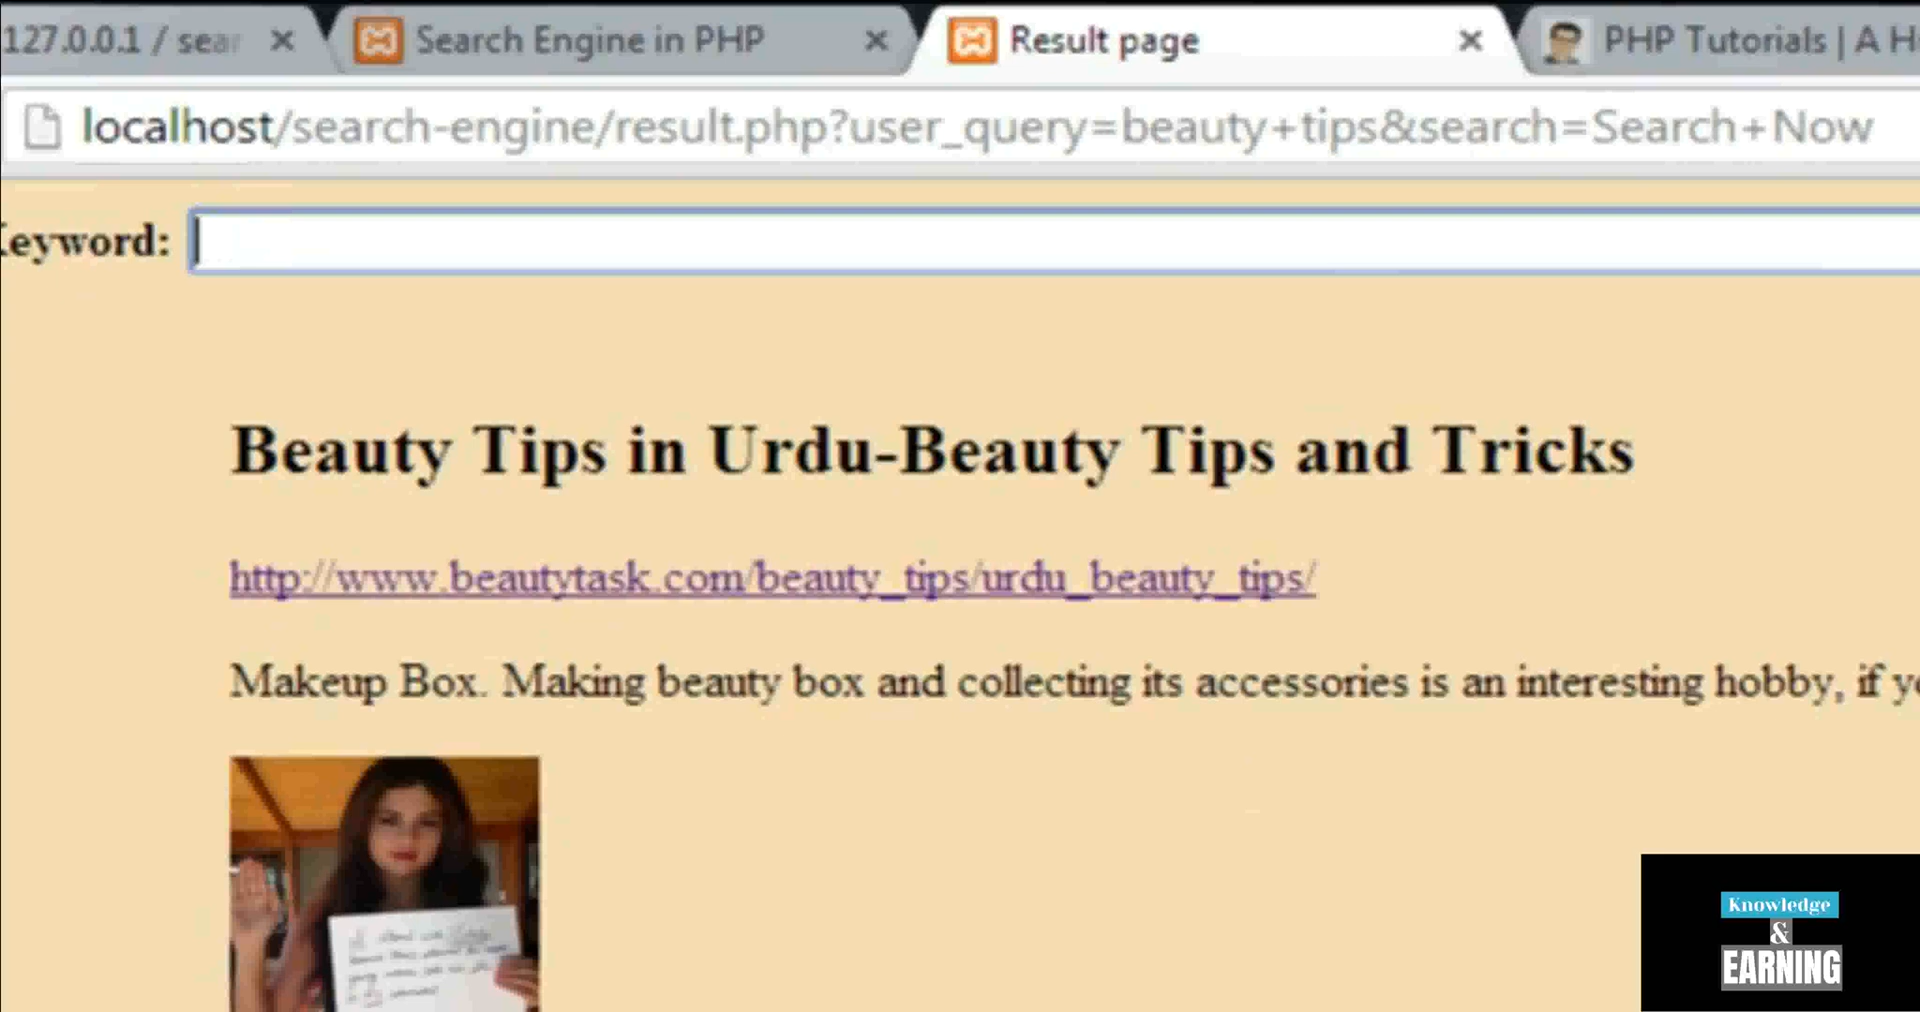 127.0.0.1 / sear
Search Engine in PHP
Result page
PHP Tutorials | A H
localhost/search-engine/result.php?user_query=beauty+tips&search=Search+Now
eyword:
Beauty Tips in Urdu-Beauty Tips and Tricks
http://www.beautytask.com/beauty_tips/urdu_beauty_tips/
Makeup Box. Making beauty box and collecting its accessories is an interesting hobby, if
Knowledge
&
EARNING